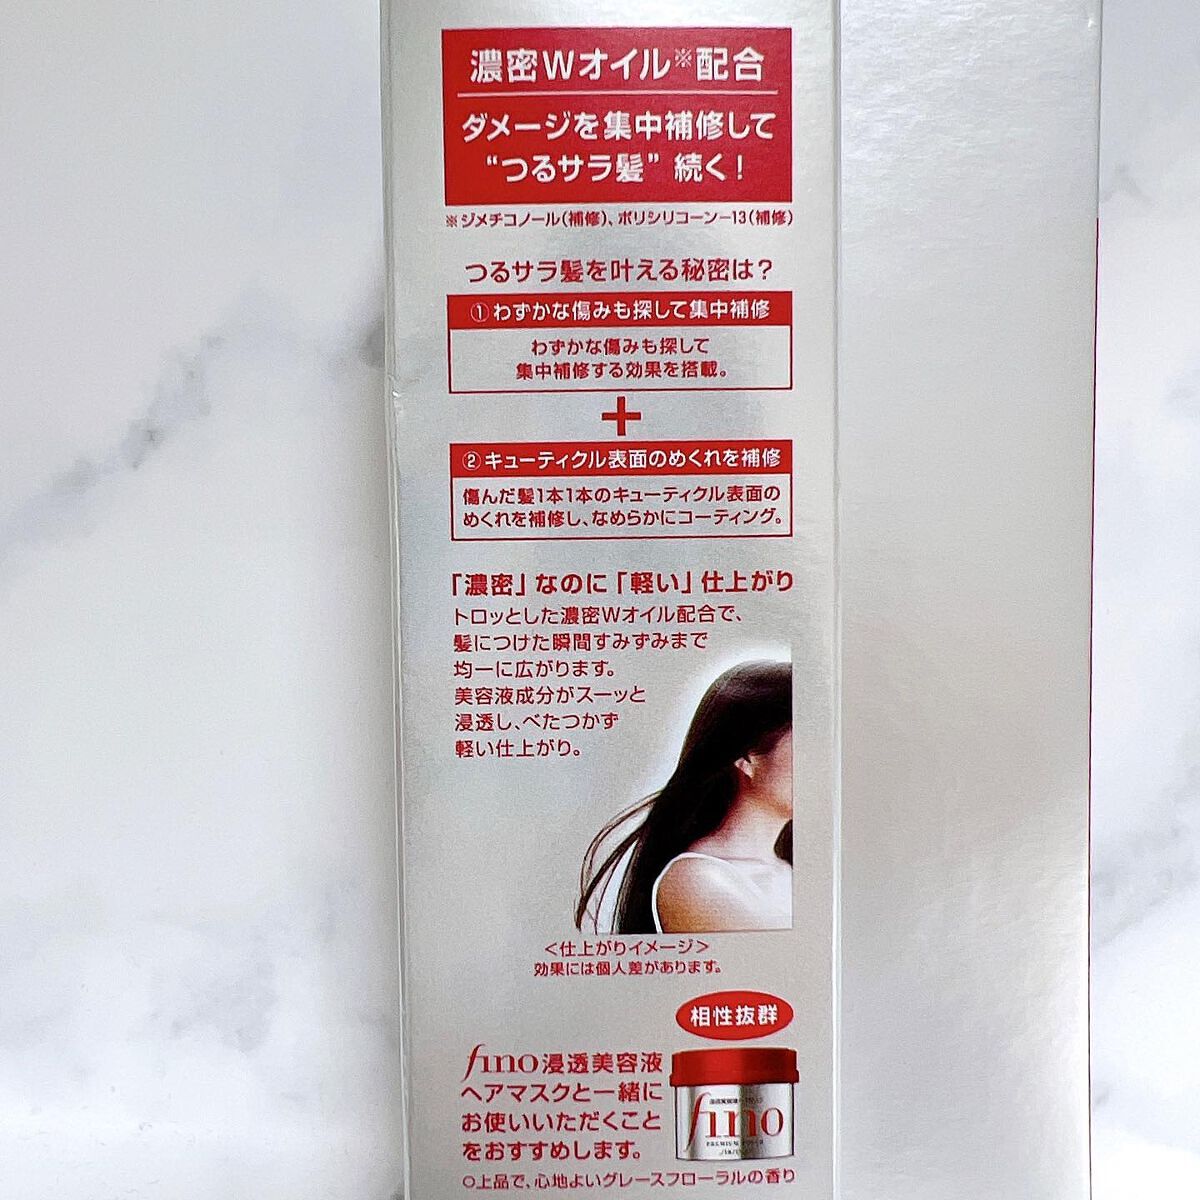 濃密Wオイル※配合
ダメージを集中補修して
“つるサラ髪” 続く!
※ジメチコノール(補修)、ポリシリコーン-13(補修)
つるサラ髪を叶える秘密は?
①わずかな傷みも探して集中補修
わずかな傷みも探して
集中補修する効果を搭載。
+
②キューティクル表面のめくれを補修
傷んだ髪1本1本のキューティクル表面の
めくれを補修し、なめらかにコーティング。
「濃密」なのに「軽い」仕上がり
トロッとした濃密Wオイル配合で、
髪につけた瞬間すみずみまで
均一に広がります。
美容液成分がスーッと
浸透し、べたつかず
軽い仕上がり。
<仕上がりイメージ>
効果には個人差があります。
相性抜群
fino浸透美容液
ヘアマスクと一緒に
お使いいただくこと
をおすすめします。
fino
○上品で、心地よいグレースフローラルの香り